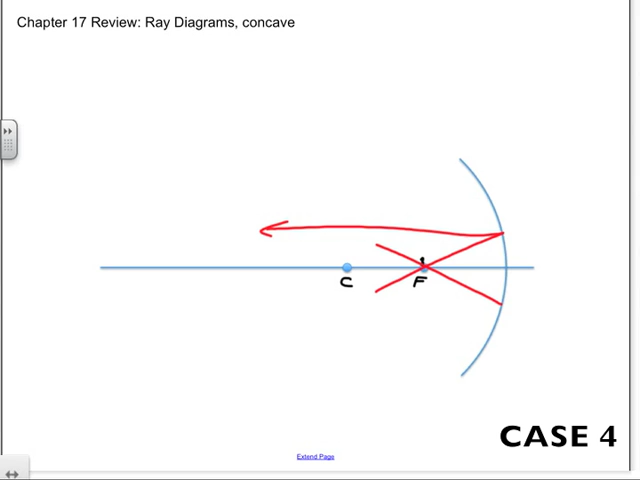 Chapter 17 Review: Ray Diagrams, concave
C F
CASE 4
Extend Page